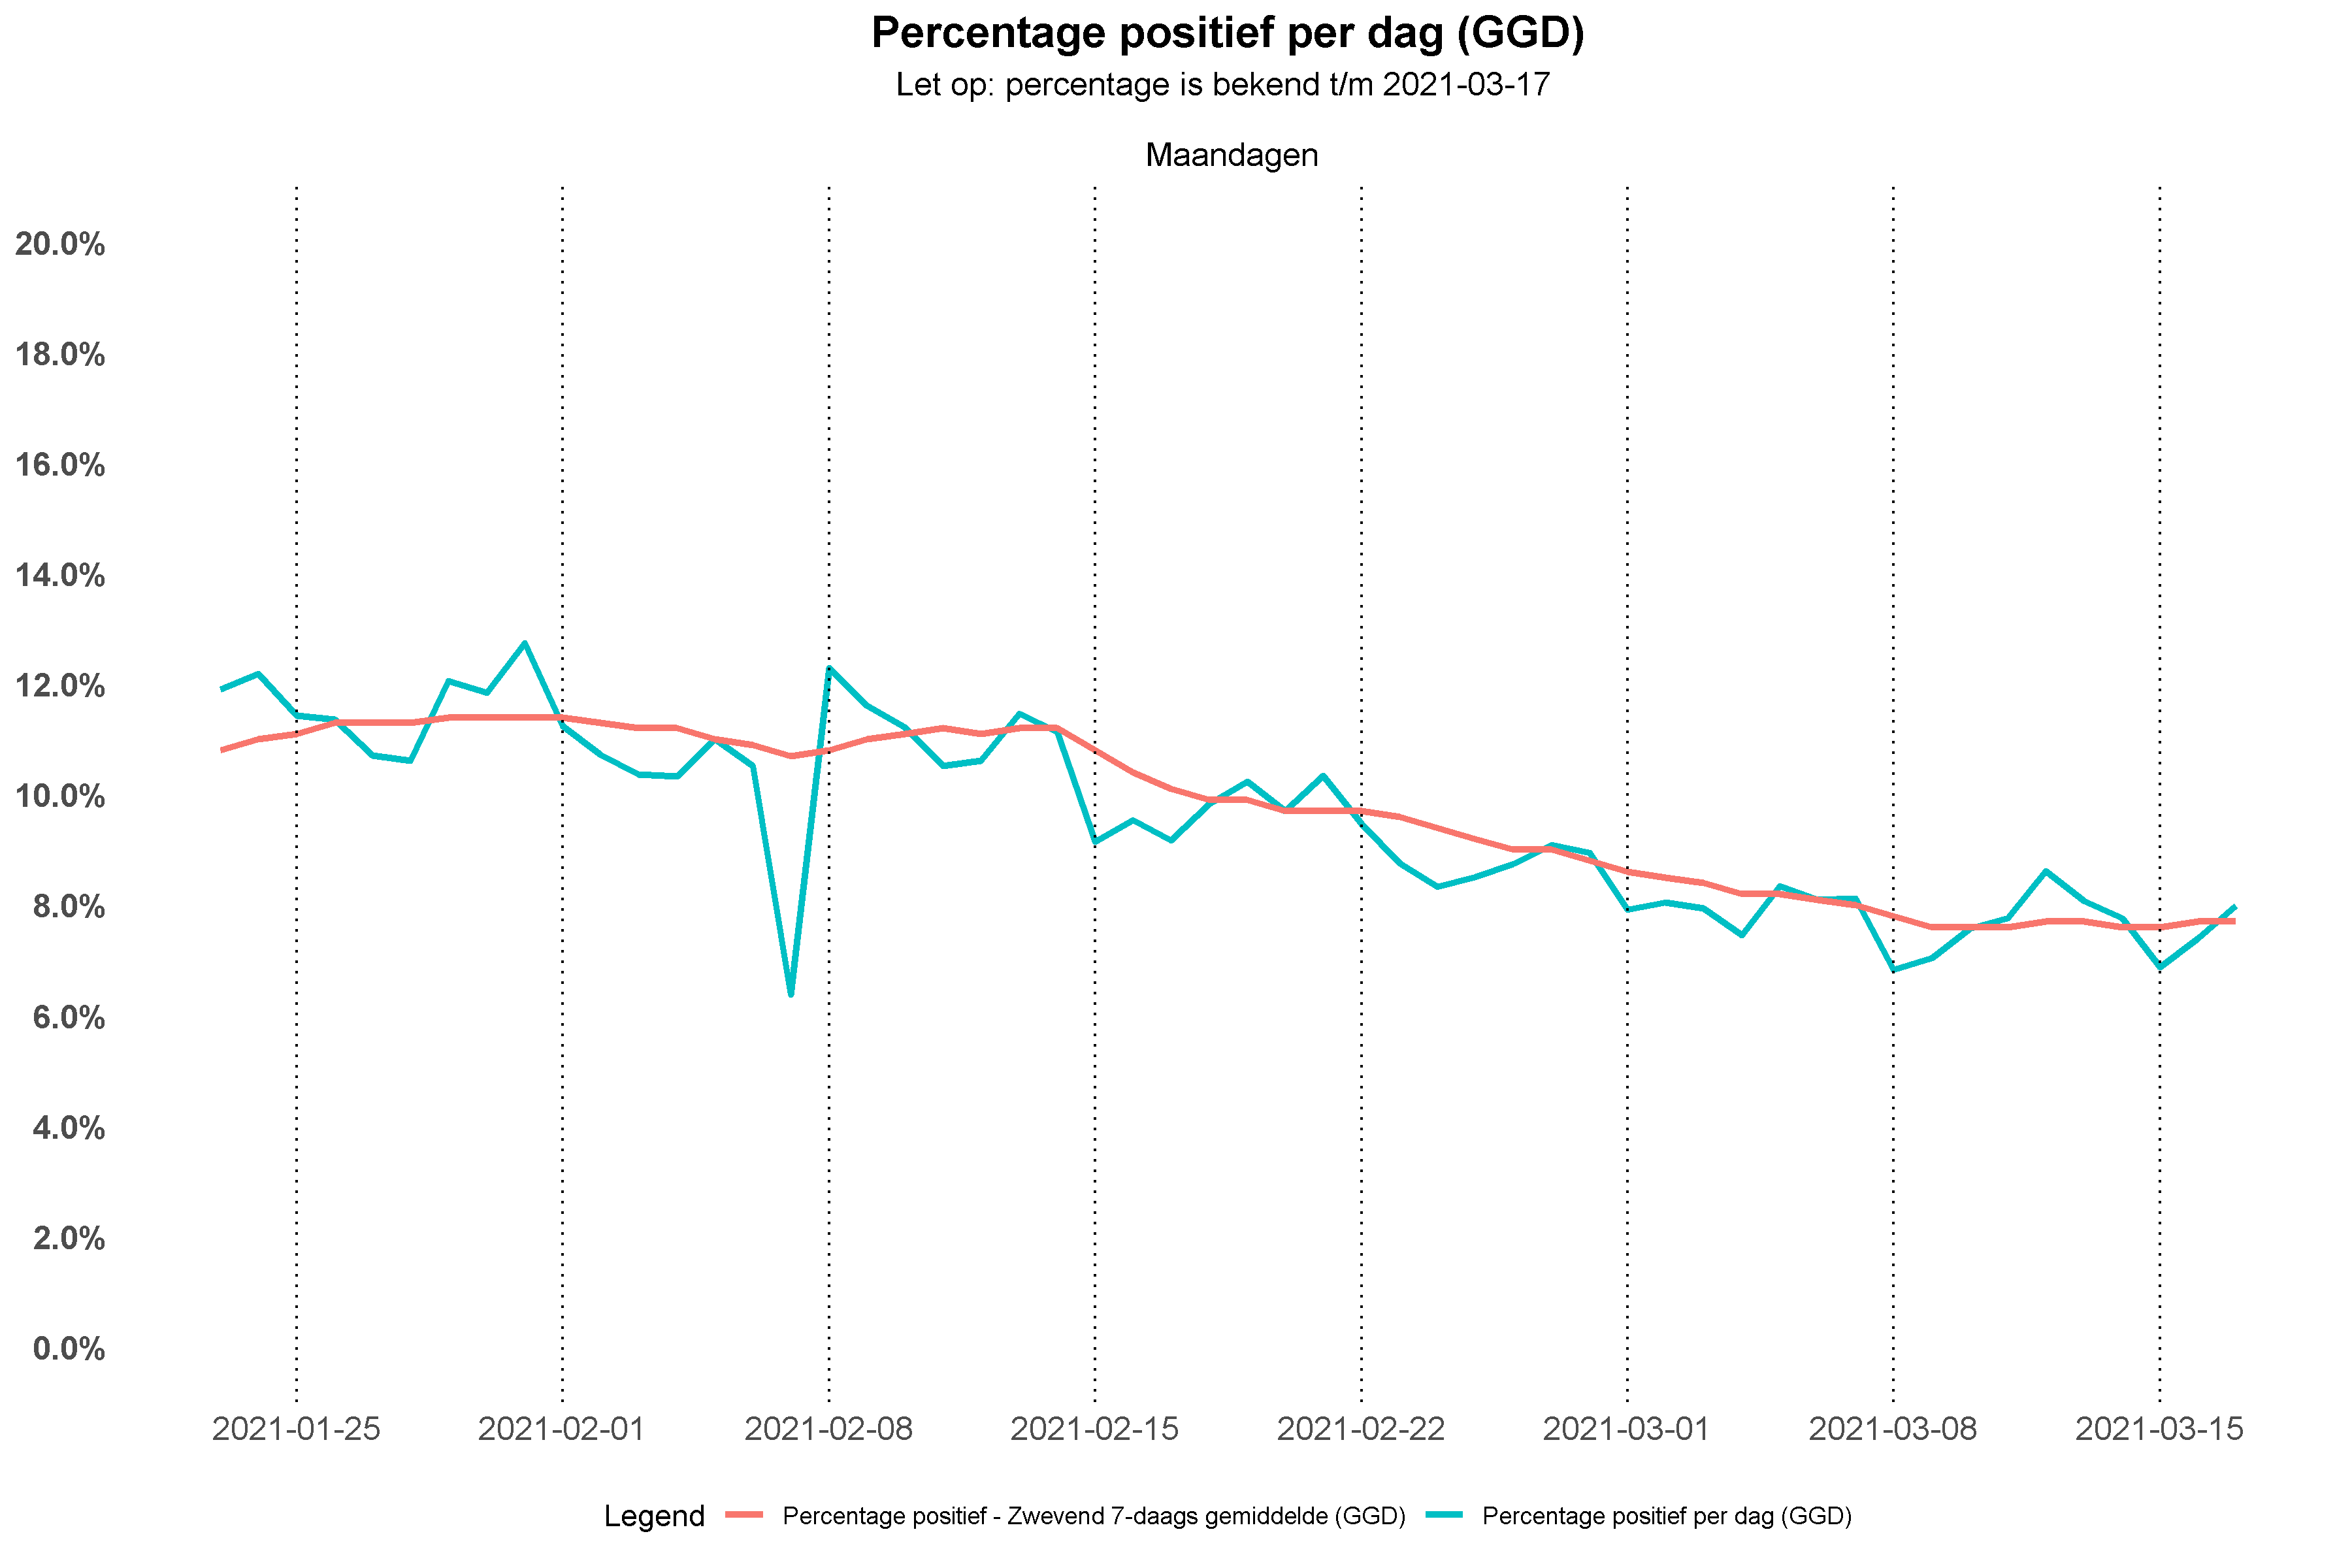 Percentage positief per dag (GGD)
Let op: percentage is bekend t/m 2021-03-17
Maandagen
20.0%
18.0%
16.0%
14.0%
12.0%
10.0%
8.0%
6.0%
4.0%
2.0%
0.0%
2021-01-25 2021-02-01 2021-02-08 2021-02-15 2021-02-22 2021-03-01 2021-03-08 2021-03-15
Legend Percentage positief - Zwevend 7-daags gemiddelde (GGD) Percentage positief per dag (GGD)